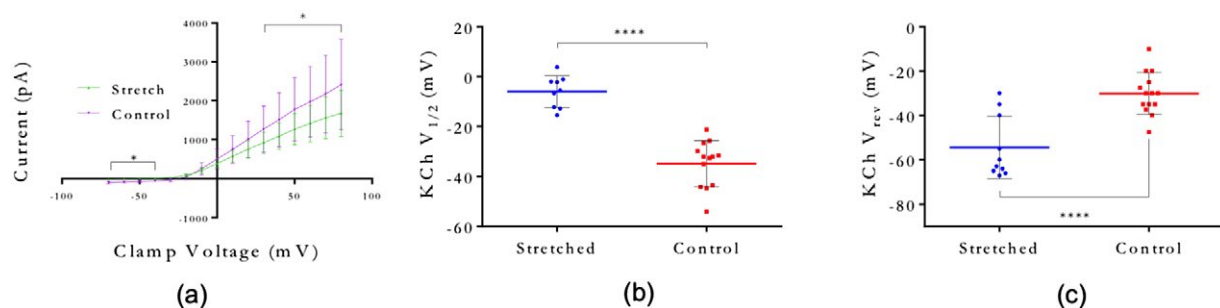 *
*
4000
3000
2000
1000
-1000
-100
-50
50
100
Current (pA)
Stretch
Control
Clamp Voltage (mV)
(a)
****
20
0
-20
-40
-60
KCh V1/2 (mV)
Stretched
Control
(b)
0
-20
-40
-60
-80
KCh Vrev (mV)
****
Stretched
Control
(c)